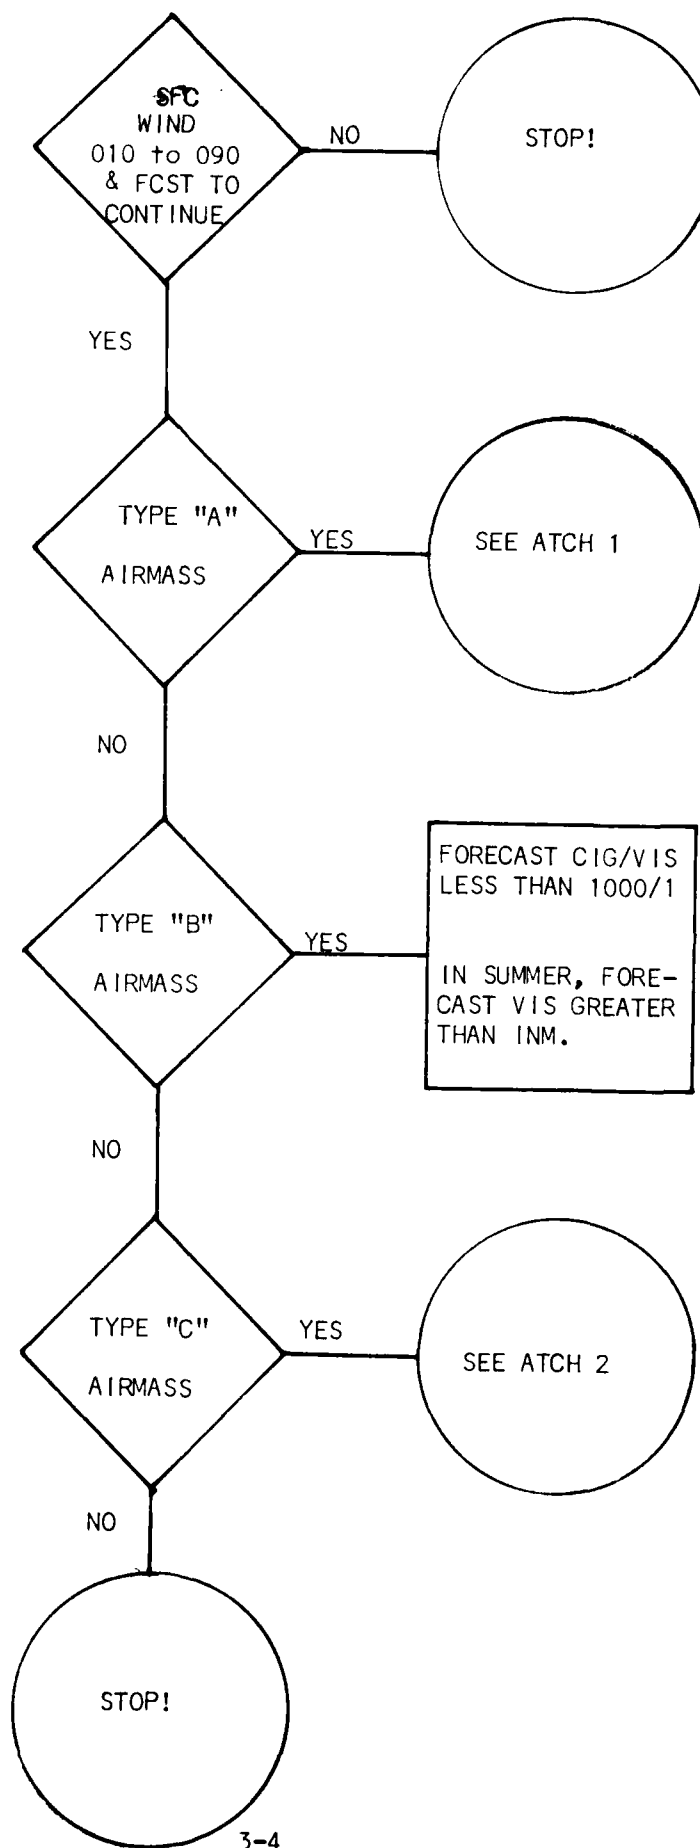 SFC
WIND
010 to 090
& FCST TO
CONTINUE
NO
STOP!
YES
TYPE "A"
AIRMASS
YES
SEE ATCH 1
NO
TYPE "B"
AIRMASS
YES
FORECAST CIG/VIS
LESS THAN 1000/1
IN SUMMER, FORE-
CAST VIS GREATER
THAN 1NM.
NO
TYPE "C"
AIRMASS
YES
SEE ATCH 2
NO
STOP!
3-4